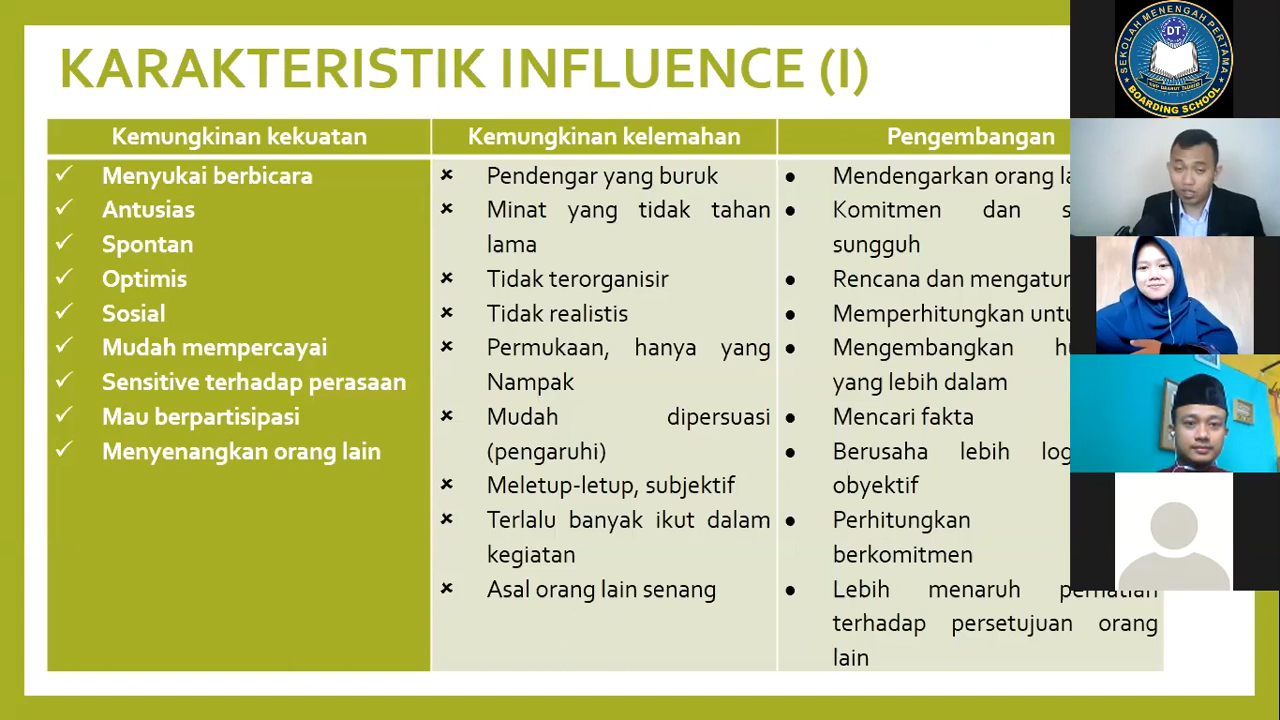 KARAKTERISTIK INFLUENCE (I)
Kemungkinan kekuatan
Menyukai berbicara
Antusias
Spontan
Optimis
Sosial
Mudah mempercayai
Sensitive terhadap perasaan
Mau berpartisipasi
Menyenangkan orang lain
Kemungkinan kelemahan
Pendengar yang buruk
Minat yang tidak tahan
lama
Tidak terorganisir
Tidak realistis
Permukaan, hanya yang
Nampak
Mudah dipersuasi
(pengaruhi)
Meletup-letup, subjektif
Terlalu banyak ikut dalam
kegiatan
Asal orang lain senang
Pengembangan
Mendengarkan orang
Komitmen dan
sungguh
Rencana dan mengatur
Memperhitungkan
Mengembangkan
yang lebih dalam
Mencari fakta
Berusaha lebih
obyektif
Perhitungkan
berkomitmen
Lebih menaruh perhatian
terhadap persetujuan orang
lain
SEKOLAH MENENGAH PERTAMA
DT
BOARDING SCHOOL